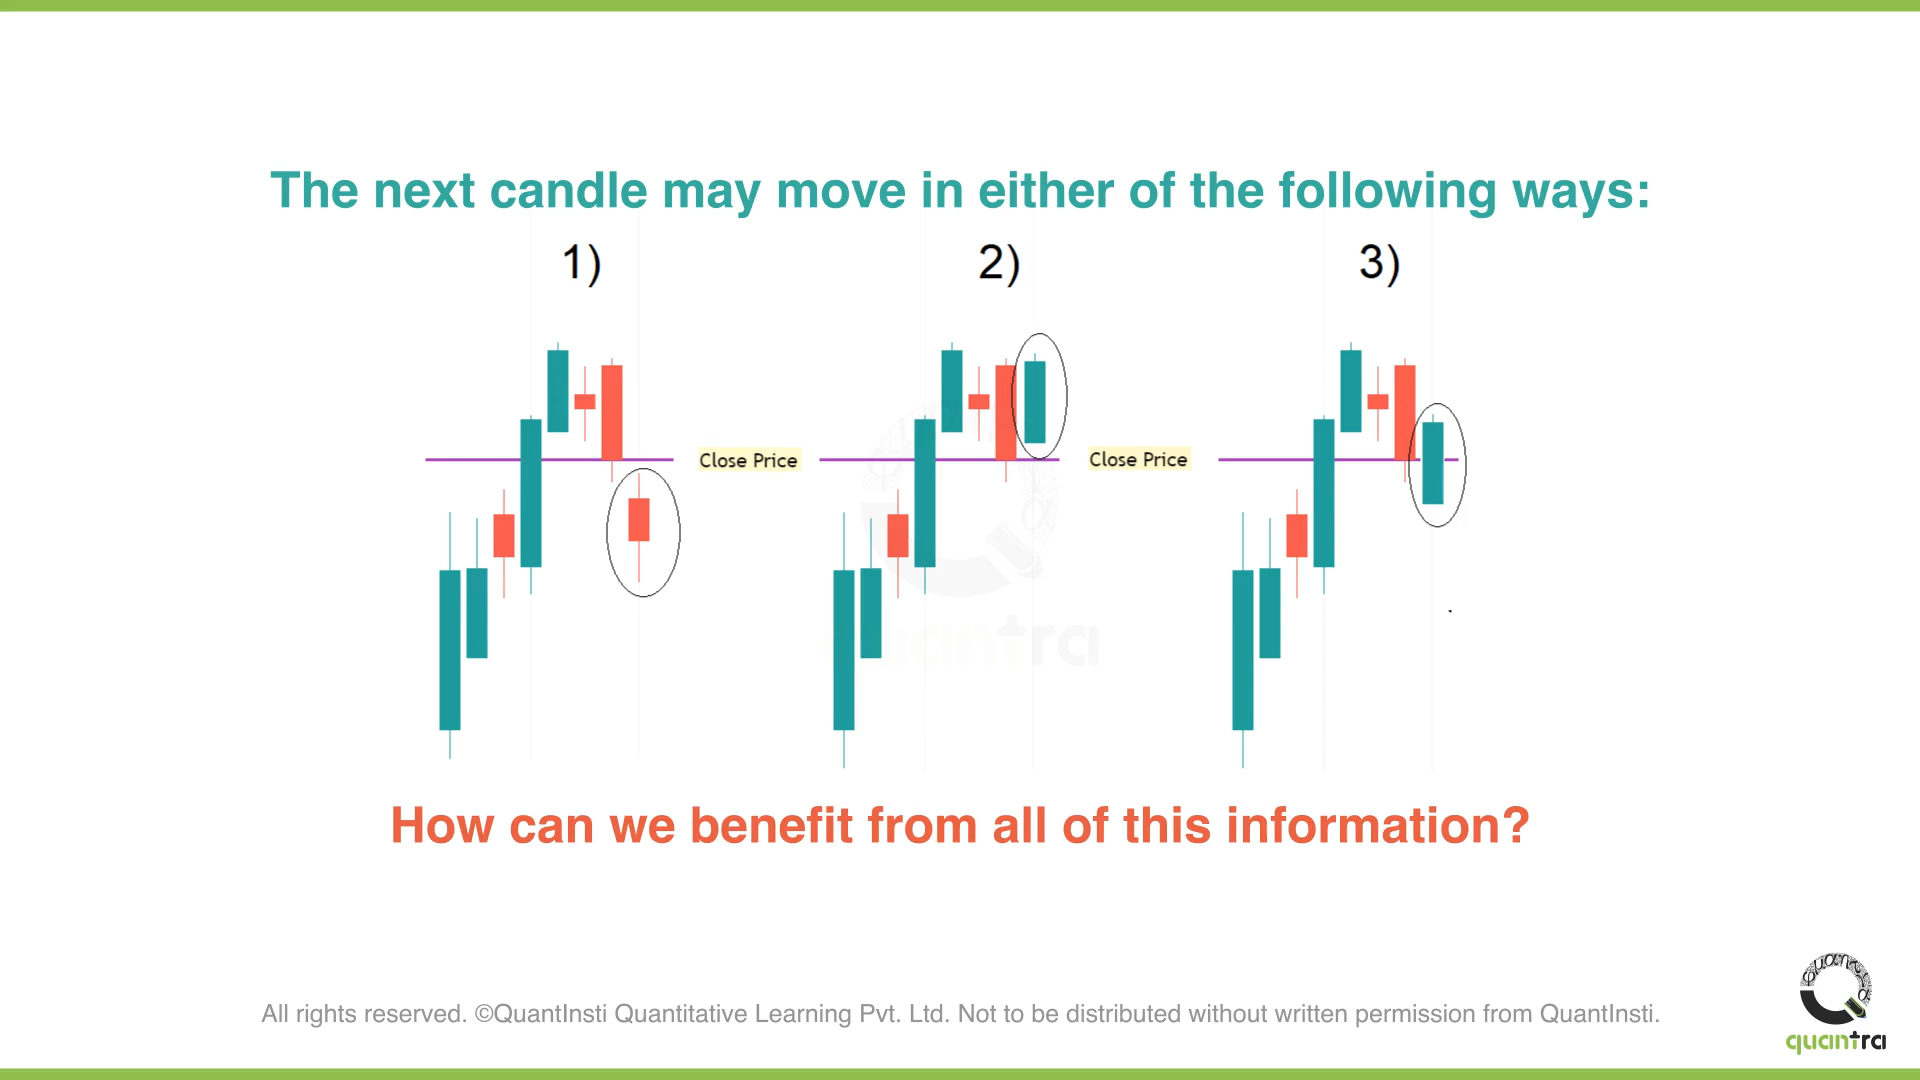 The next candle may move in either of the following ways:
1) 2) 3)
Close Price Close Price
quantra
How can we benefit from all of this information?
All rights reserved. ©QuantInsti Quantitative Learning Pvt. Ltd. Not to be distributed without written permission from QuantInsti.
quantra